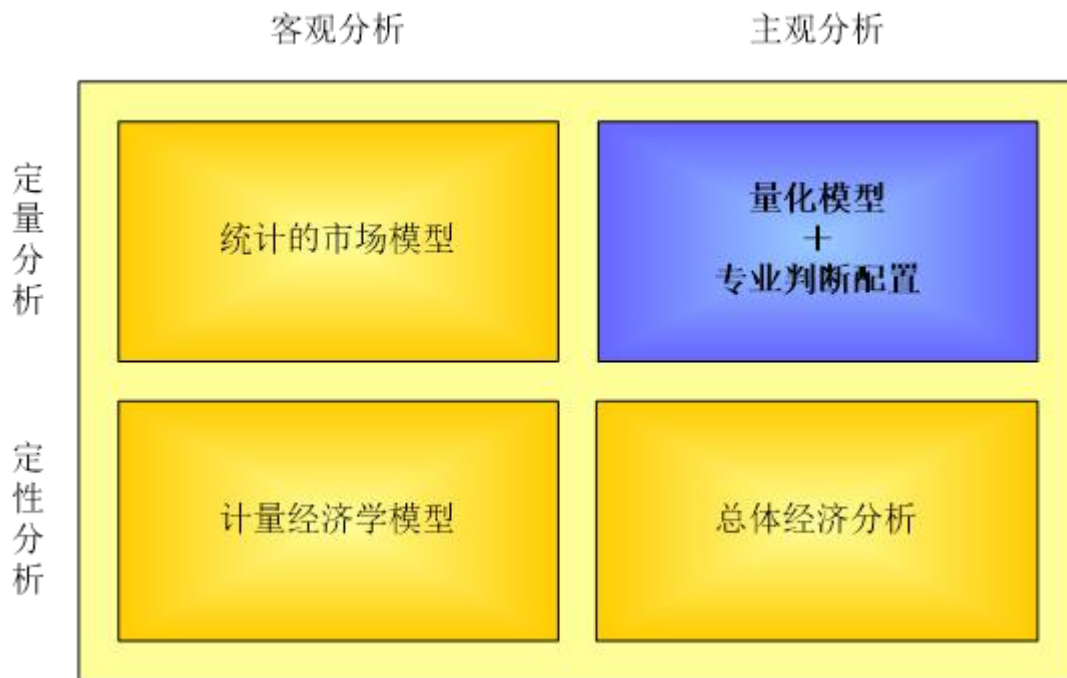 客观分析
主观分析
定量分析
统计的市场模型
量化模型
+
专业判断配置
定性分析
计量经济学模型
总体经济分析